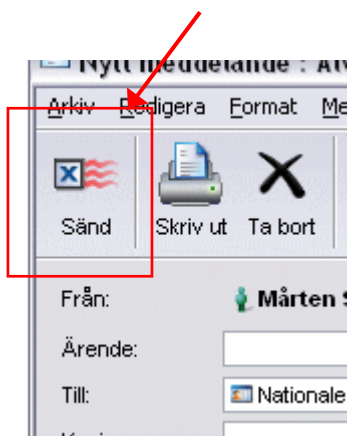 Nytt meddelande :
Arkiv Redigera Format
Sänd Skriv ut Ta bort
Från: Mårten
Ärende:
Till: Nationale